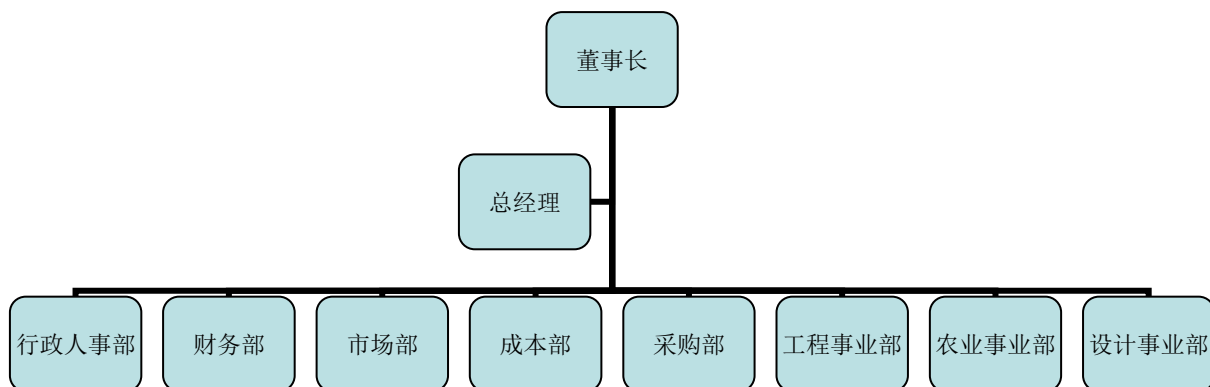 董事长
总经理
行政人事部
财务部
市场部
成本部
采购部
工程事业部
农业事业部
设计事业部